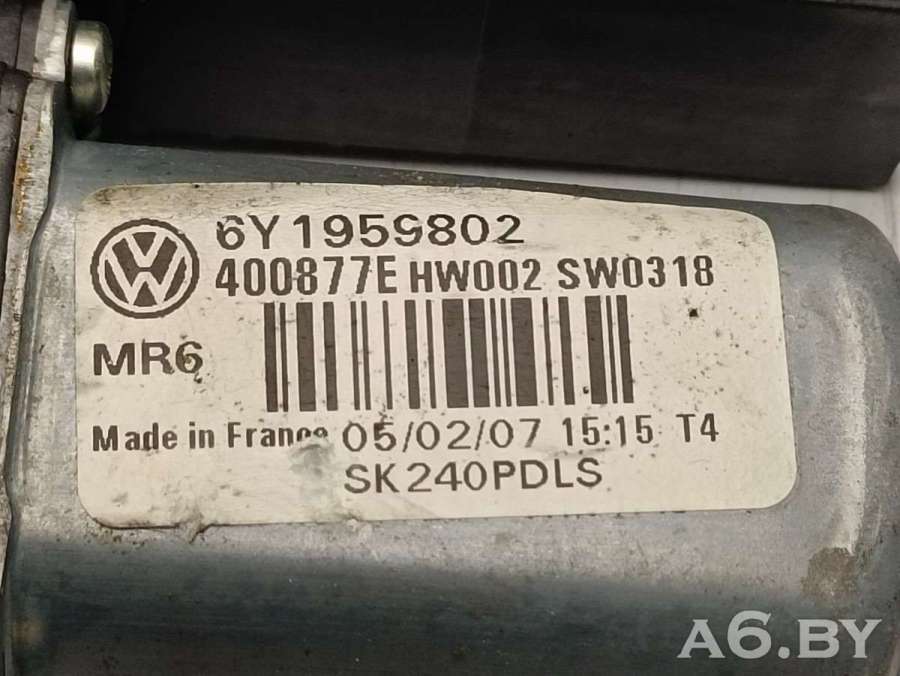 6Y1959802
400877E HW002 SW0318
MR6
Made in France 05/02/07 15:15 T4
SK240PDLS
A6.BY